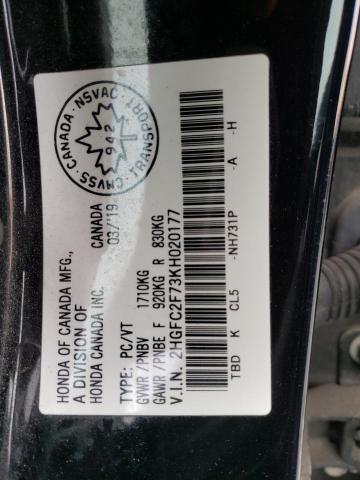 HONDA OF CANADA MFG.,
A DIVISION OF
HONDA CANADA INC.
CANADA
03/'19
TYPE: PC/VT
GVWR/PNBV 1710KG
GAWR/PNBE F 920KG R 830KG
V.I.N. 2HGFC2F73KH020177
TBD K CL5 -NH731P -A -H
CMVSS·CANADA·NSVAC
TRANSPORT
942